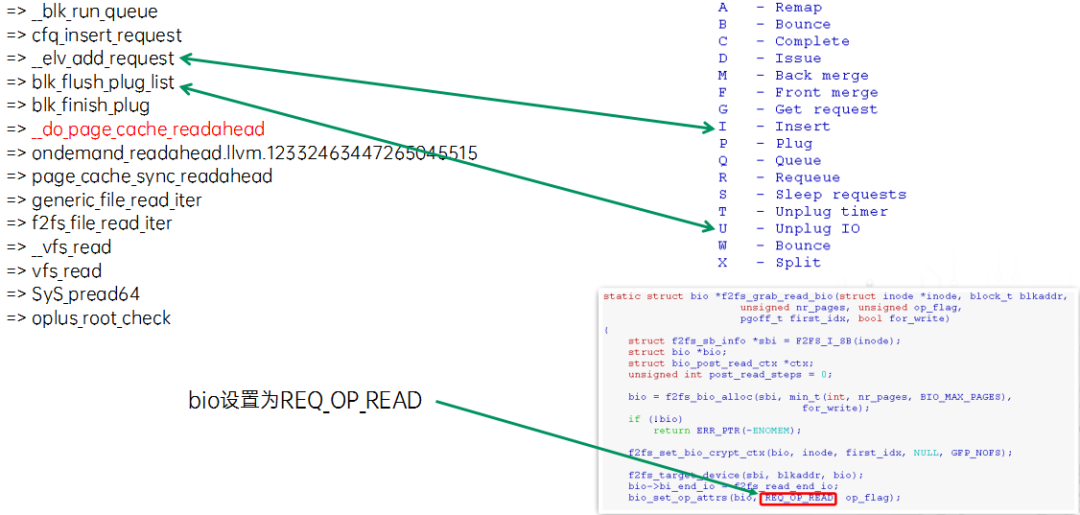 => __blk_run_queue
=> cfq_insert_request
=> __elv_add_request
=> blk_flush_plug_list
=> blk_finish_plug
=> __do_page_cache_readahead
=> ondemand_readahead.llvm.12332463447265045515
=> page_cache_sync_readahead
=> generic_file_read_iter
=> f2fs_file_read_iter
=> __vfs_read
=> vfs_read
=> SyS_pread64
=> oplus_root_check
A - Remap
B - Bounce
C - Complete
D - Issue
M - Back merge
F - Front merge
G - Get request
I - Insert
P - Plug
Q - Queue
R - Requeue
S - Sleep requests
T - Unplug timer
U - Unplug IO
W - Bounce
X - Split
bio设置为REQ_OP_READ
static struct bio *f2fs_grab_read_bio(struct inode *inode, block_t blkaddr,
unsigned nr_pages, unsigned op_flag,
pgoff_t first_idx, bool for_write)
{
struct f2fs_sb_info *sbi = F2FS_I_SB(inode);
struct bio *bio;
struct bio_post_read_ctx *ctx;
unsigned int post_read_steps = 0;
bio = f2fs_bio_alloc(sbi, min_t(int, nr_pages, BIO_MAX_PAGES),
for_write);
if (!bio)
return ERR_PTR(-ENOMEM);
f2fs_set_bio_crypt_ctx(bio, inode, first_idx, NULL, GFP_NOFS);
f2fs_target_device(sbi, blkaddr, bio);
bio->bi_end_io = f2fs_read_end_io;
bio_set_op_attrs(bio, REQ_OP_READ op_flag);